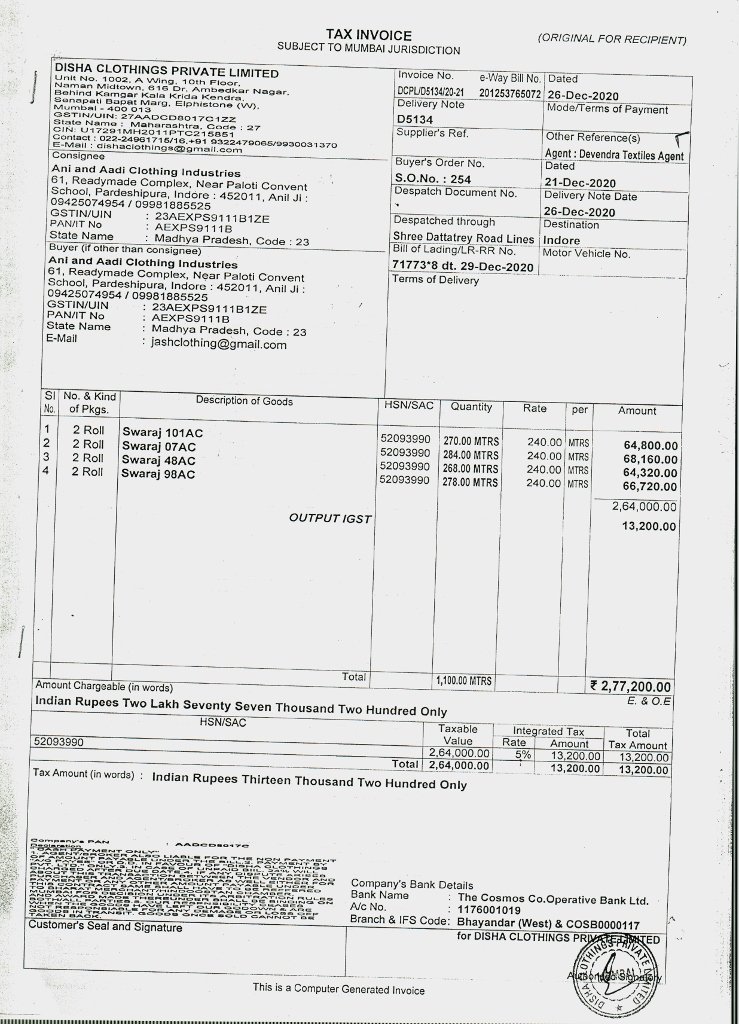 TAX INVOICE
(ORIGINAL FOR RECIPIENT)
SUBJECT TO MUMBAI JURISDICTION
DISHA CLOTHINGS PRIVATE LIMITED
Unit No. 1002, A Wing, 10th Floor,
Naman Midtown, 616 Dr. Ambedkar Nagar,
Behind Kamgar Kala Krida Kendra,
Senapati Bapat Marg, Elphistone (W),
Mumbai - 400 013
GSTIN/UIN: 27AADCD8017C1ZZ
State Name : Maharashtra, Code : 27
CIN: U17291MH2011PTC215851
Contact : 022-24961715/16,+91 9322479065/9930031370
E-Mail : dishaclothings@gmail.com
Invoice No. e-Way Bill No. Dated
DCPL/D5134/20-21 201253765072 26-Dec-2020
Delivery Note Mode/Terms of Payment
D5134
Supplier's Ref. Other Reference(s)
Agent : Devendra Textiles Agent
Buyer's Order No. Dated
S.O.No. : 254 21-Dec-2020
Despatch Document No. Delivery Note Date
26-Dec-2020
Despatched through Destination
Shree Dattatrey Road Lines Indore
Bill of Lading/LR-RR No. Motor Vehicle No.
71773*8 dt. 29-Dec-2020
Terms of Delivery
Consignee
Ani and Aadi Clothing Industries
61, Readymade Complex, Near Paloti Convent
School, Pardeshipura, Indore : 452011, Anil Ji :
09425074954 / 09981885525
GSTIN/UIN : 23AEXPS9111B1ZE
PAN/IT No : AEXPS9111B
State Name : Madhya Pradesh, Code : 23
Buyer (if other than consignee)
Ani and Aadi Clothing Industries
61, Readymade Complex, Near Paloti Convent
School, Pardeshipura, Indore : 452011, Anil Ji :
09425074954 / 09981885525
GSTIN/UIN : 23AEXPS9111B1ZE
PAN/IT No : AEXPS9111B
State Name : Madhya Pradesh, Code : 23
E-Mail : jashclothing@gmail.com
Sl No. No. & Kind of Pkgs. Description of Goods HSN/SAC Quantity Rate per Amount
1 2 Roll Swaraj 101AC 52093990 270.00 MTRS 240.00 MTRS 64,800.00
2 2 Roll Swaraj 07AC 52093990 284.00 MTRS 240.00 MTRS 68,160.00
3 2 Roll Swaraj 48AC 52093990 268.00 MTRS 240.00 MTRS 64,320.00
4 2 Roll Swaraj 98AC 52093990 278.00 MTRS 240.00 MTRS 66,720.00
2,64,000.00
OUTPUT IGST 13,200.00
Total 1,100.00 MTRS ₹ 2,77,200.00
Amount Chargeable (in words) E. & O.E
Indian Rupees Two Lakh Seventy Seven Thousand Two Hundred Only
HSN/SAC Taxable Value Integrated Tax Total Tax Amount
Rate Amount
52093990 2,64,000.00 5% 13,200.00 13,200.00
Total 2,64,000.00 13,200.00 13,200.00
Tax Amount (in words) : Indian Rupees Thirteen Thousand Two Hundred Only
Company's PAN : AADCD8017C
Declaration
Company's Bank Details
Bank Name : The Cosmos Co.Operative Bank Ltd.
A/c No. : 1176001019
Branch & IFS Code: Bhayandar (West) & COSB0000117
Customer's Seal and Signature
for DISHA CLOTHINGS PRIVATE LIMITED
DISHA CLOTHINGS PRIVATE LIMITED
MUMBAI
Authorised Signatory
This is a Computer Generated Invoice